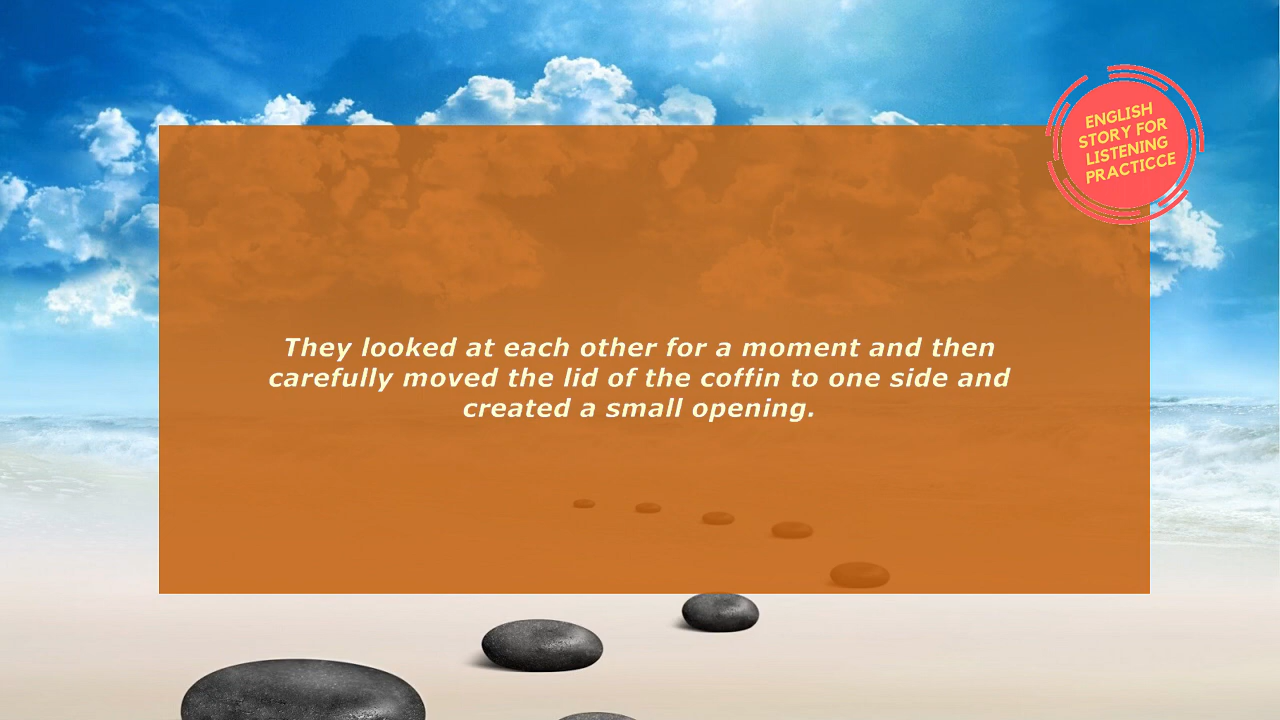 ENGLISH
STORY FOR
LISTENING
PRACTICCE
They looked at each other for a moment and then
carefully moved the lid of the coffin to one side and
created a small opening.